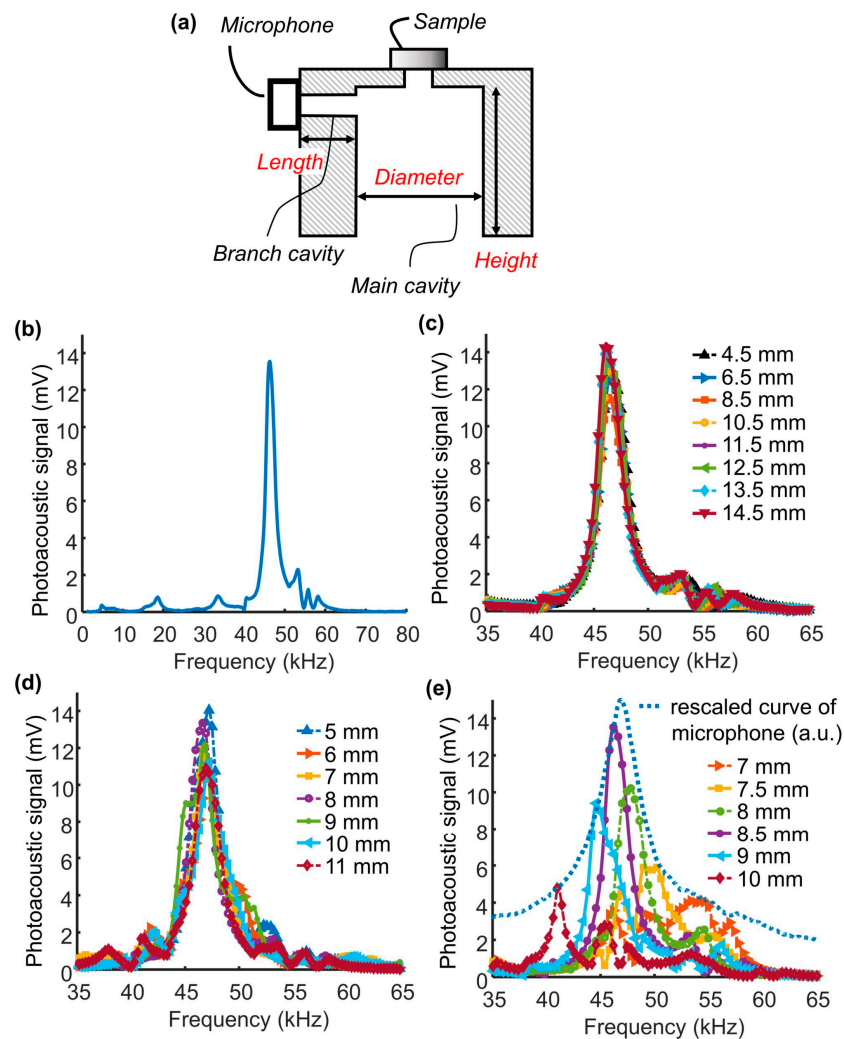 (a)
Microphone
Sample
Length
Diameter
Branch cavity
Main cavity
Height
(b)
Photoacoustic signal (mV)
14
12
10
8
6
4
2
0
0 10 20 30 40 50 60 70 80
Frequency (kHz)
(c)
Photoacoustic signal (mV)
14
12
10
8
6
4
2
0
35 40 45 50 55 60 65
Frequency (kHz)
4.5 mm
6.5 mm
8.5 mm
10.5 mm
11.5 mm
12.5 mm
13.5 mm
14.5 mm
(d)
Photoacoustic signal (mV)
14
12
10
8
6
4
2
0
35 40 45 50 55 60 65
Frequency (kHz)
5 mm
6 mm
7 mm
8 mm
9 mm
10 mm
11 mm
(e)
Photoacoustic signal (mV)
14
12
10
8
6
4
2
0
35 40 45 50 55 60 65
Frequency (kHz)
rescaled curve of
microphone (a.u.)
7 mm
7.5 mm
8 mm
8.5 mm
9 mm
10 mm